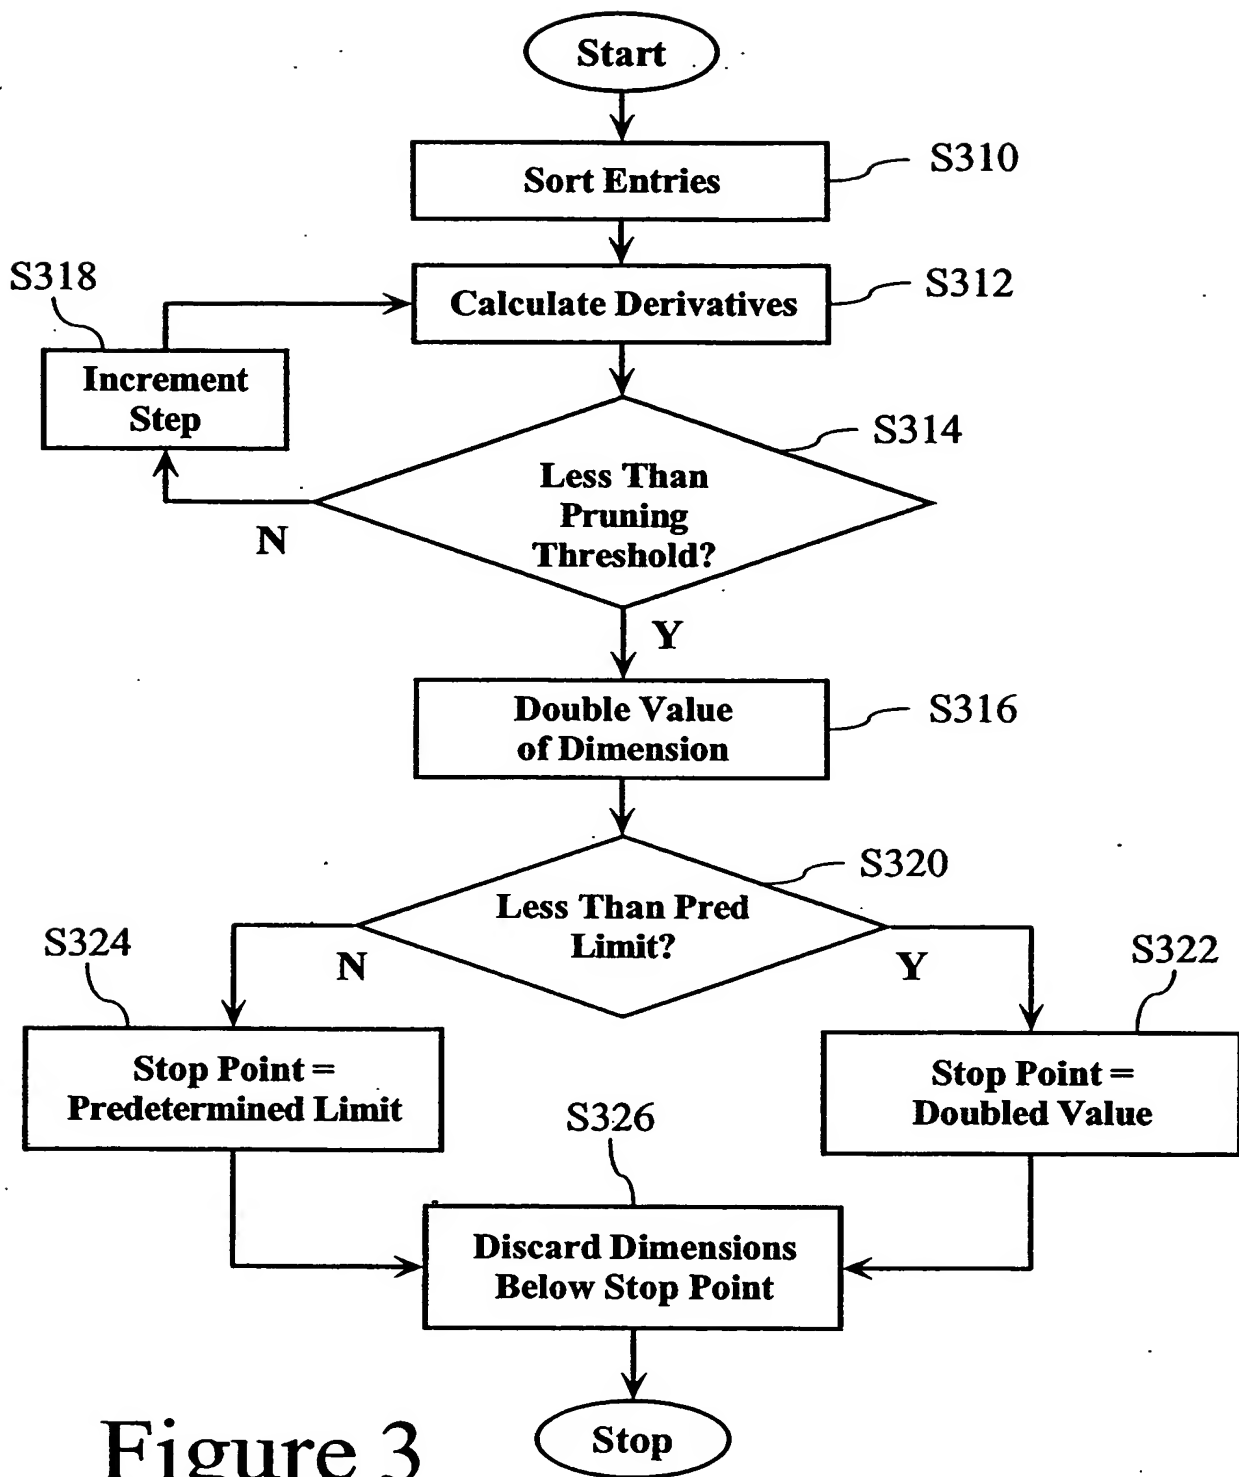 Start
Sort Entries
S310
S318
Calculate Derivatives
S312
Increment
Step
S314
Less Than
Pruning
Threshold?
N
Y
Double Value
of Dimension
S316
S320
Less Than Pred
Limit?
S324
N
Y
S322
Stop Point =
Predetermined Limit
Stop Point =
Doubled Value
S326
Discard Dimensions
Below Stop Point
Stop
Figure 3